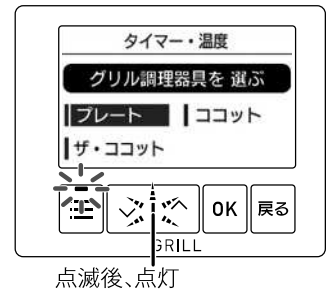 タイマー・温度
グリル調理器具を 選ぶ
プレート ココット
ザ・ココット
OK 戻る
GRILL
点滅後、点灯